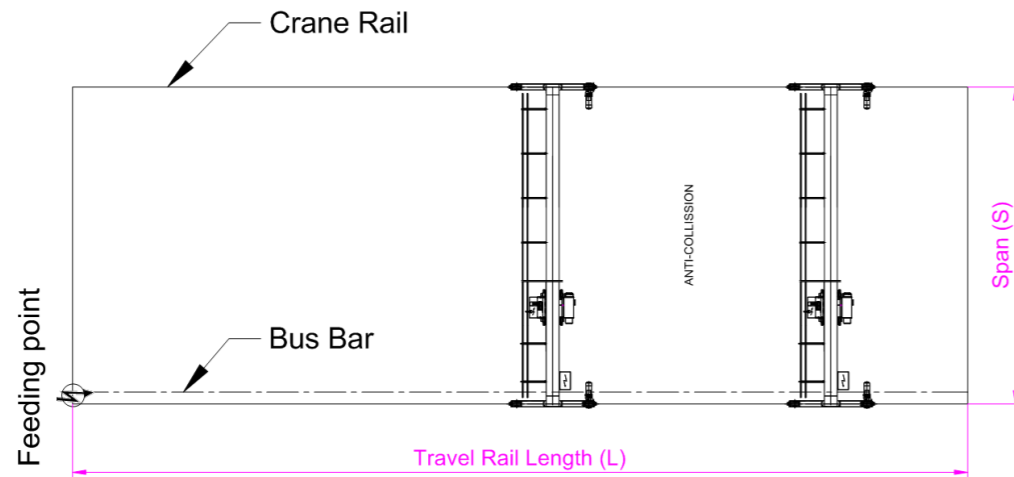 Crane Rail
ANTI-COLLISSION
Span (S)
Feeding point
Bus Bar
Travel Rail Length (L)